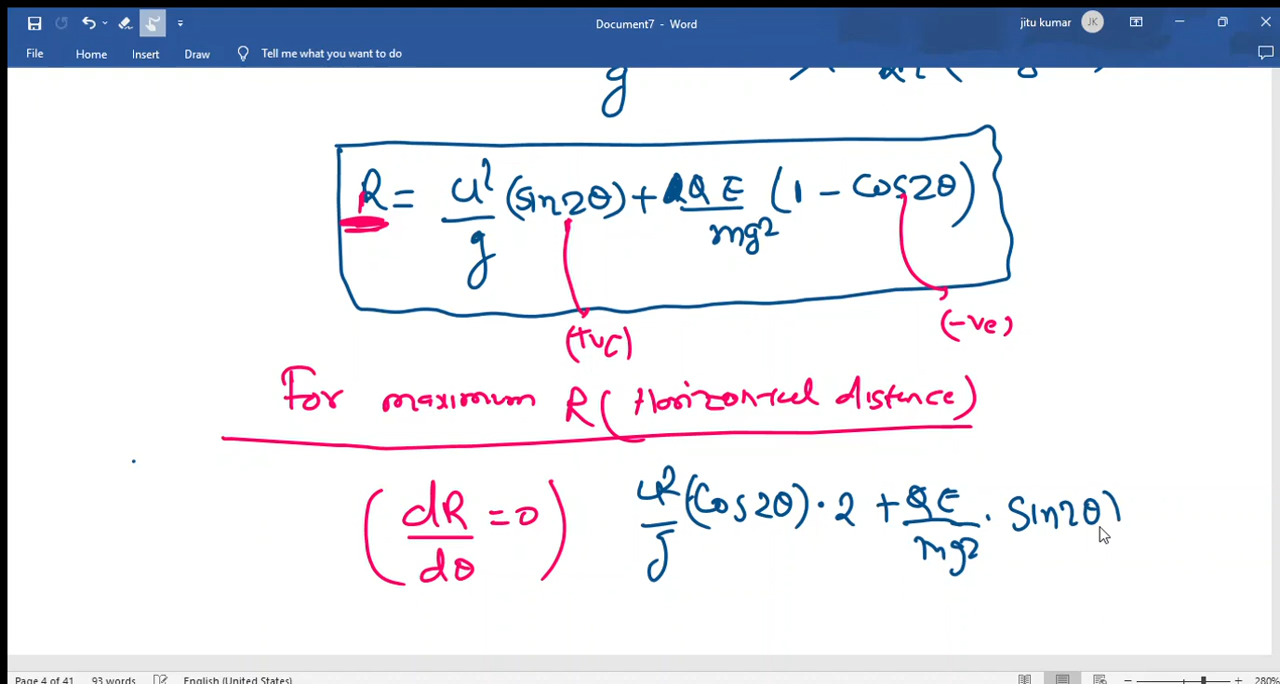 Document7 - Word
jitu kumar
JK
File Home Insert Draw Tell me what you want to do
g
R = u² / g (sin2θ) + QE / mg² (1 - cos2θ)
(+ve)
(-ve)
For maximum R (Horizontal distance)
(dR / dθ = 0) u² / g (cos2θ) · 2 + QE / mg² · sin2θ)
Page 4 of 41 93 words English (United States) 280%